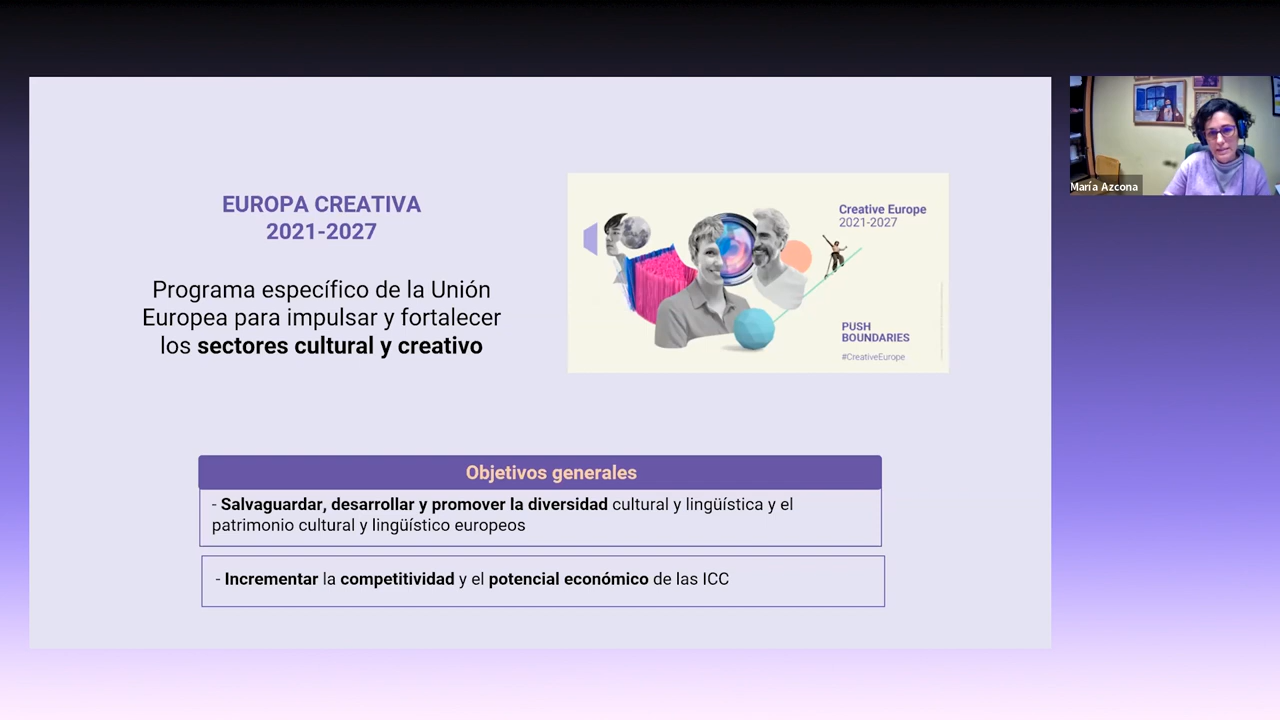 EUROPA CREATIVA
2021-2027
Programa específico de la Unión
Europea para impulsar y fortalecer
los sectores cultural y creativo
Creative Europe
2021-2027
PUSH
BOUNDARIES
#CreativeEurope
Objetivos generales
- Salvaguardar, desarrollar y promover la diversidad cultural y lingüística y el
patrimonio cultural y lingüístico europeos
- Incrementar la competitividad y el potencial económico de las ICC
María Azcona